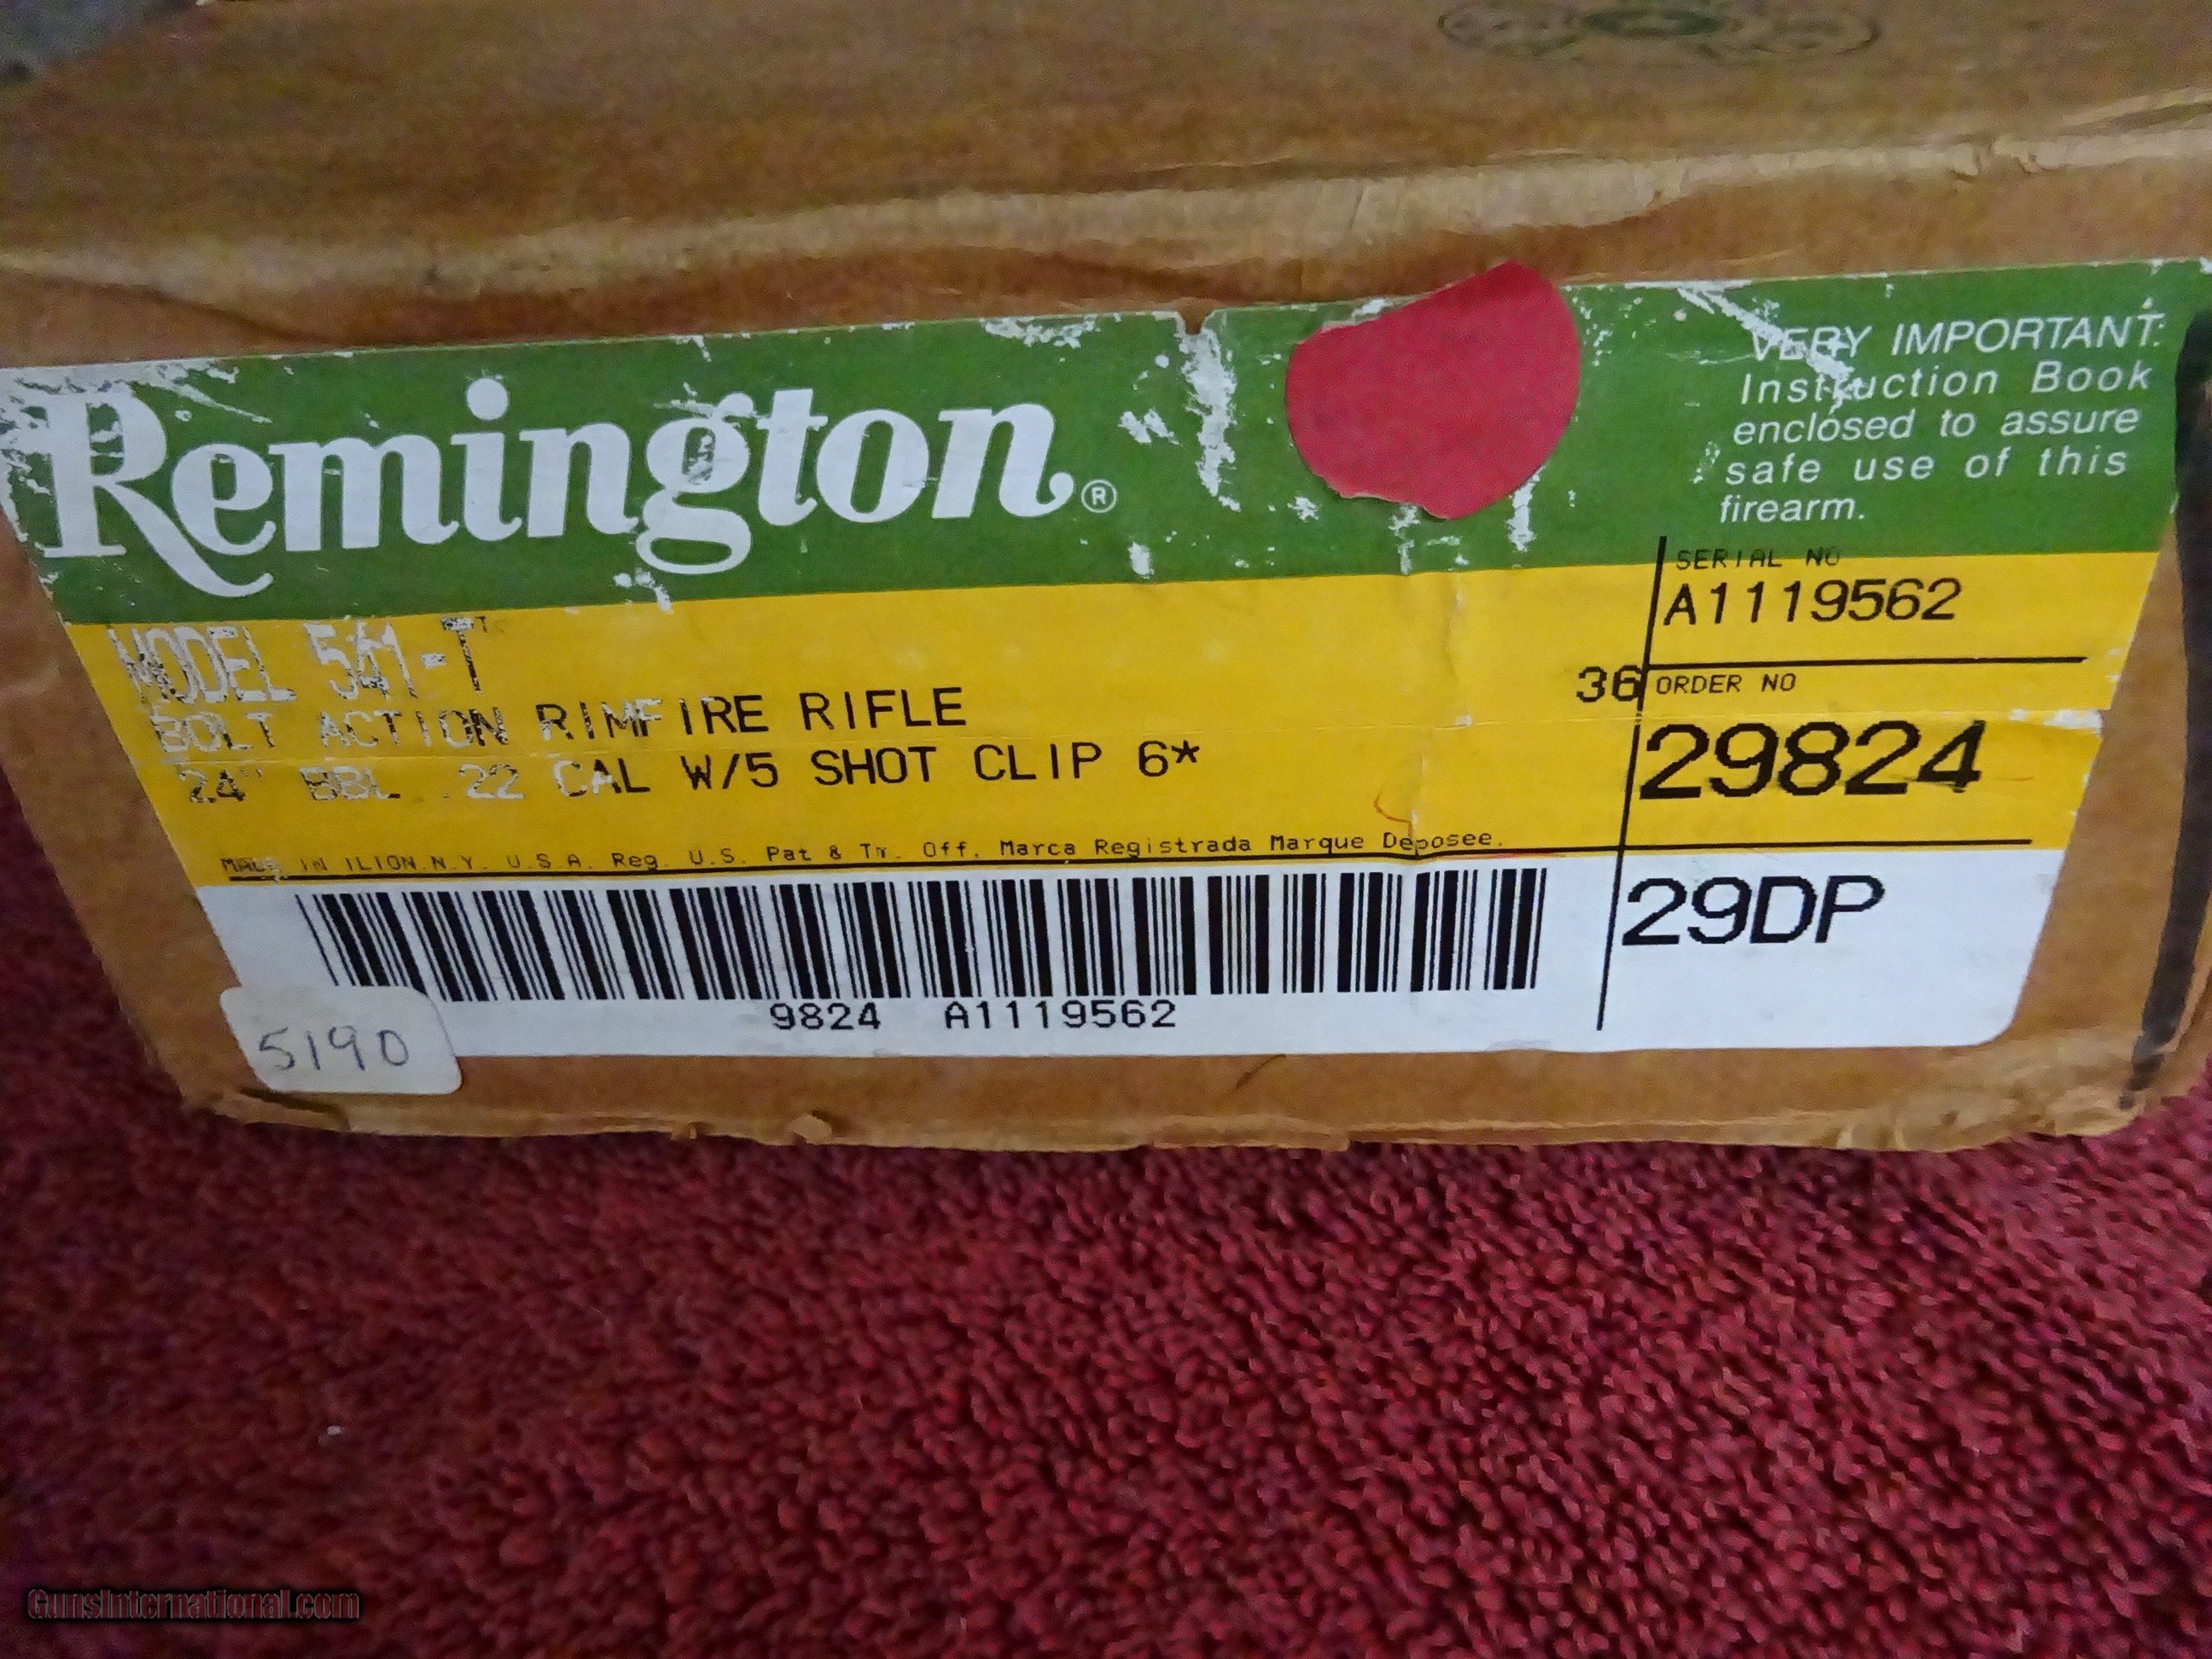 Remington®
VERY IMPORTANT:
Instruction Book
enclosed to assure
safe use of this
firearm.
SERIAL NO
A1119562
MODEL 541-T
BOLT ACTION RIMFIRE RIFLE
24" BBL .22 CAL W/5 SHOT CLIP 6*
36
ORDER NO
29824
MADE IN ILION.N.Y. U.S.A. Reg. U.S. Pat & Tr. Off. Marca Registrada Marque Deposee.
29DP
9824 A1119562
5190
GunsInternational.com